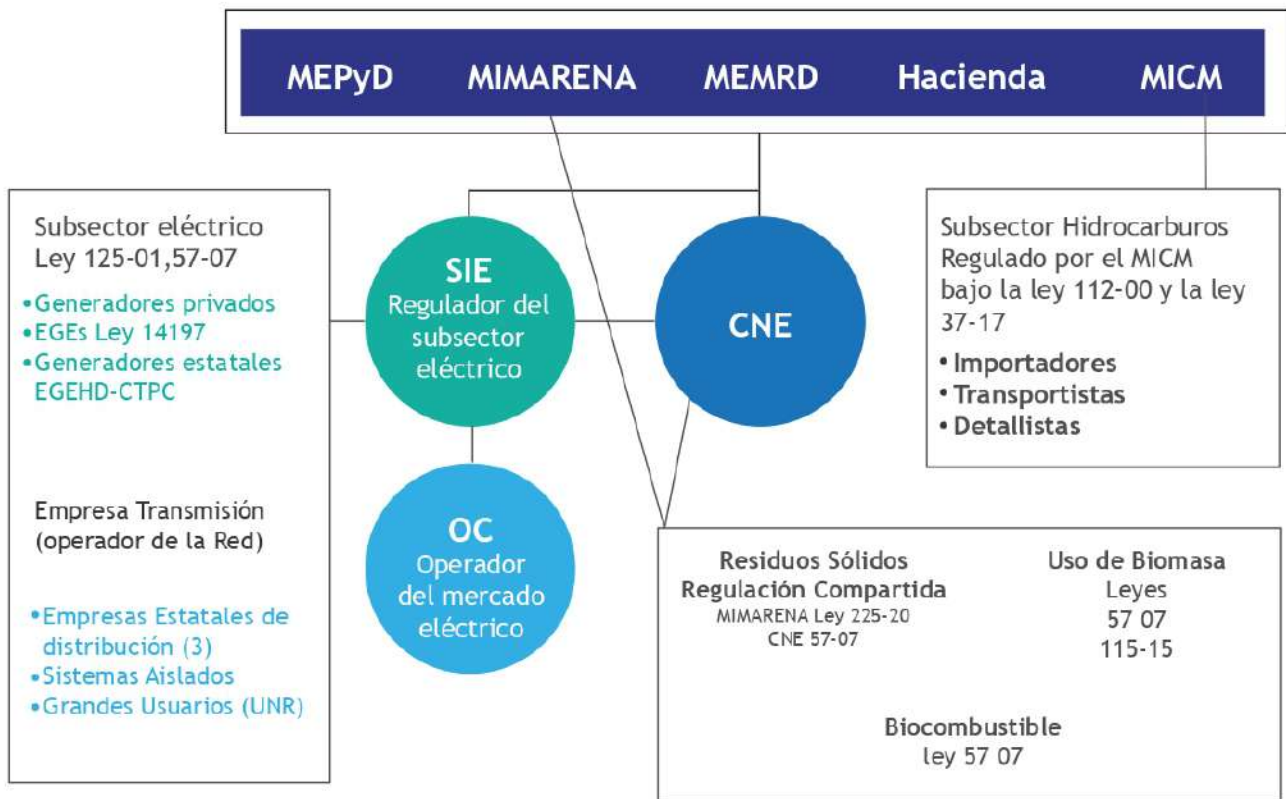 MEPyD MIMARENA MEMRD Hacienda MICM
Subsector eléctrico
Ley 125-01,57-07
•Generadores privados
•EGEs Ley 14197
•Generadores estatales
EGEHD-CTPC
Empresa Transmisión
(operador de la Red)
•Empresas Estatales de
distribución (3)
•Sistemas Aislados
•Grandes Usuarios (UNR)
SIE
Regulador del
subsector
eléctrico
CNE
OC
Operador
del mercado
eléctrico
Subsector Hidrocarburos
Regulado por el MICM
bajo la ley 112-00 y la ley
37-17
• Importadores
• Transportistas
• Detallistas
Residuos Sólidos
Regulación Compartida
MIMARENA Ley 225-20
CNE 57-07
Uso de Biomasa
Leyes
57 07
115-15
Biocombustible
ley 57 07